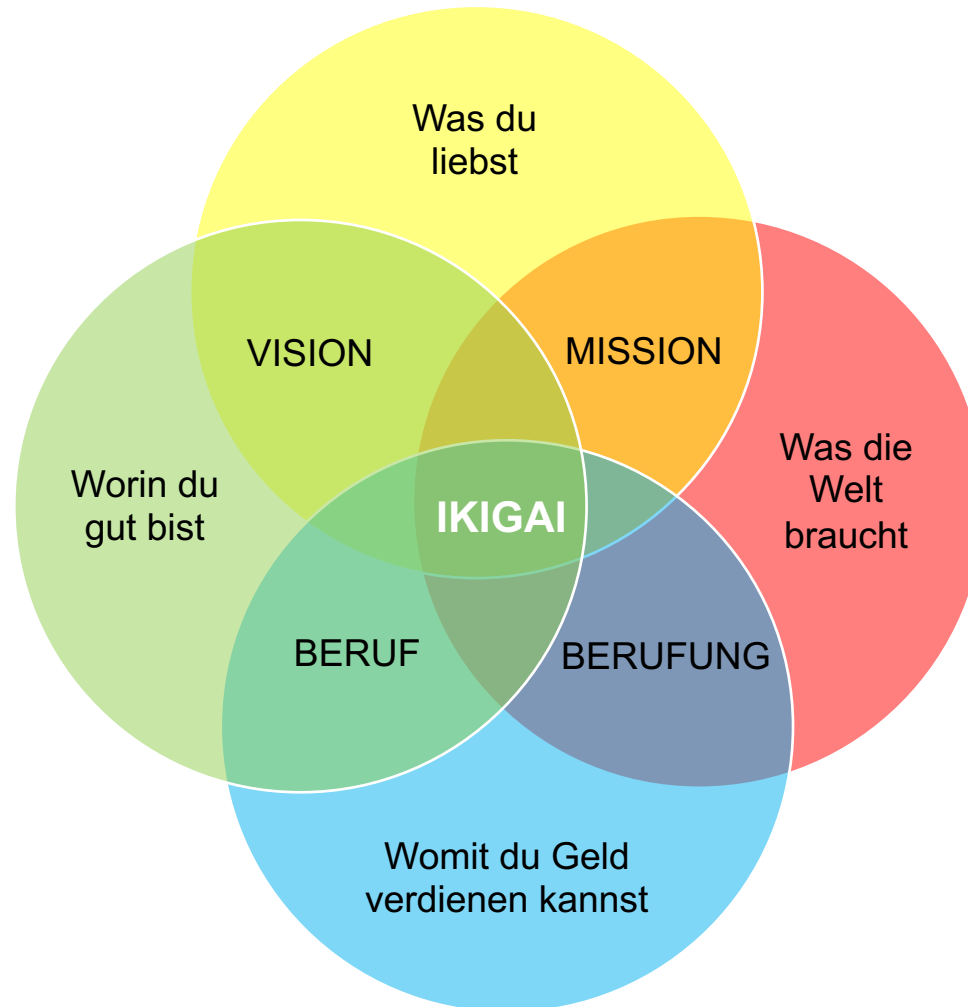 Was du
liebst
VISION
MISSION
Worin du
gut bist
Was die
Welt
braucht
IKIGAI
BERUF
BERUFUNG
Womit du Geld
verdienen kannst